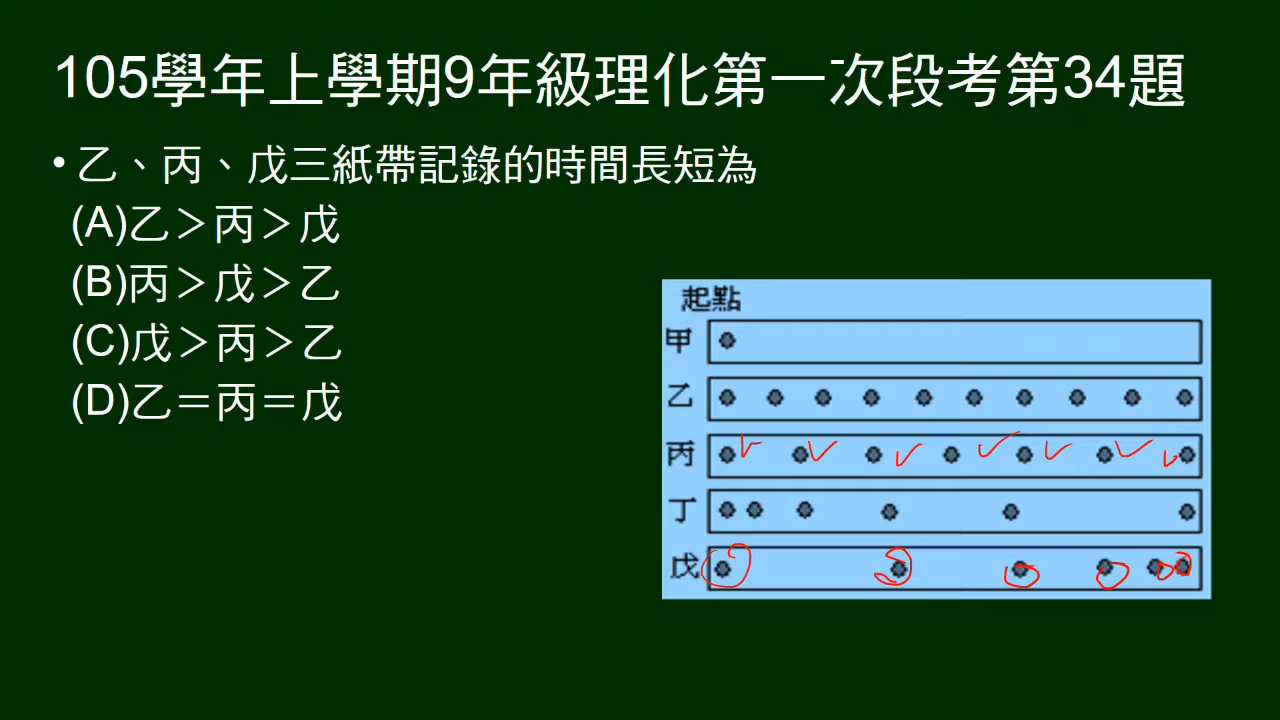 105學年上學期9年級理化第一次段考第34題
•乙、丙、戊三紙帶記錄的時間長短為
(A)乙＞丙＞戊
(B)丙＞戊＞乙
(C)戊＞丙＞乙
(D)乙＝丙＝戊
起點
甲
乙
丙
丁
戊